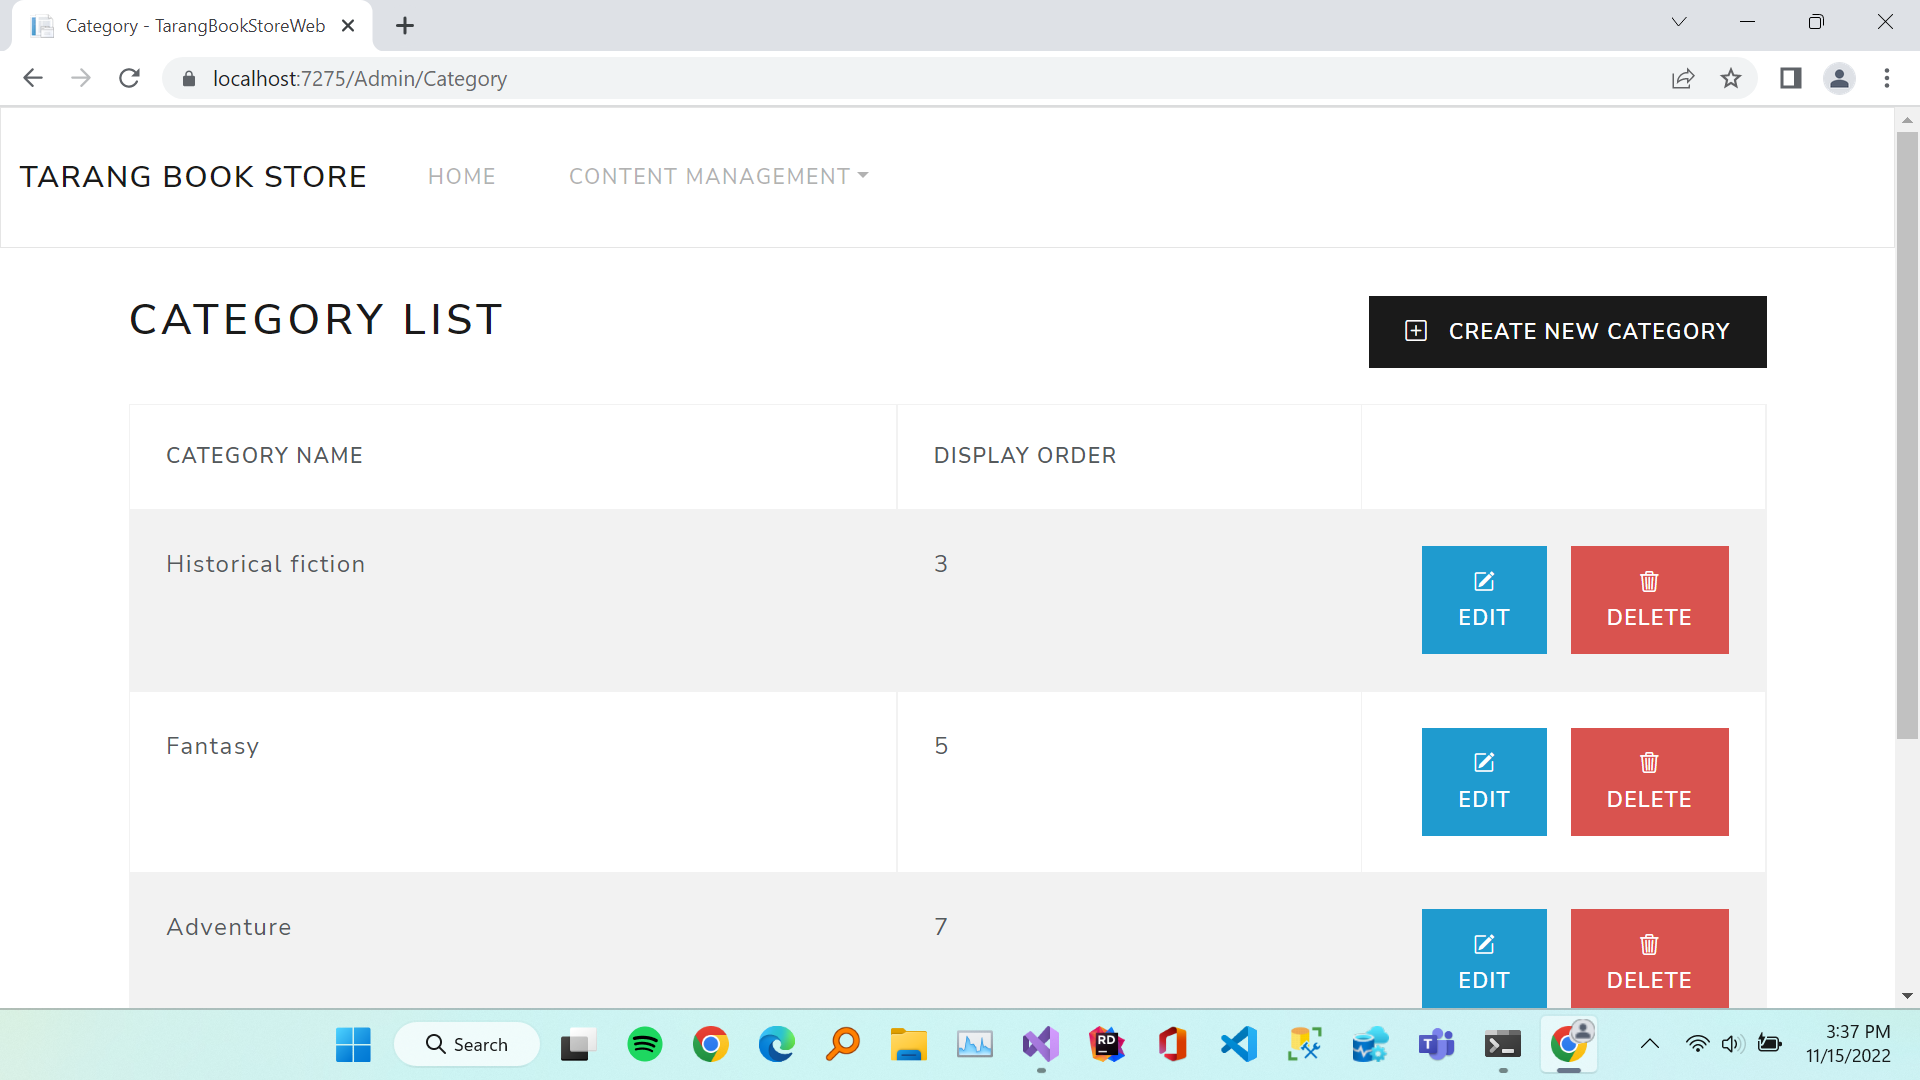 Category - TarangBookStoreWeb
localhost:7275/Admin/Category
TARANG BOOK STORE HOME CONTENT MANAGEMENT
CATEGORY LIST
CREATE NEW CATEGORY
CATEGORY NAME DISPLAY ORDER
Historical fiction 3
EDIT DELETE
Fantasy 5
EDIT DELETE
Adventure 7
EDIT DELETE
Search
RD
T
3:37 PM
11/15/2022